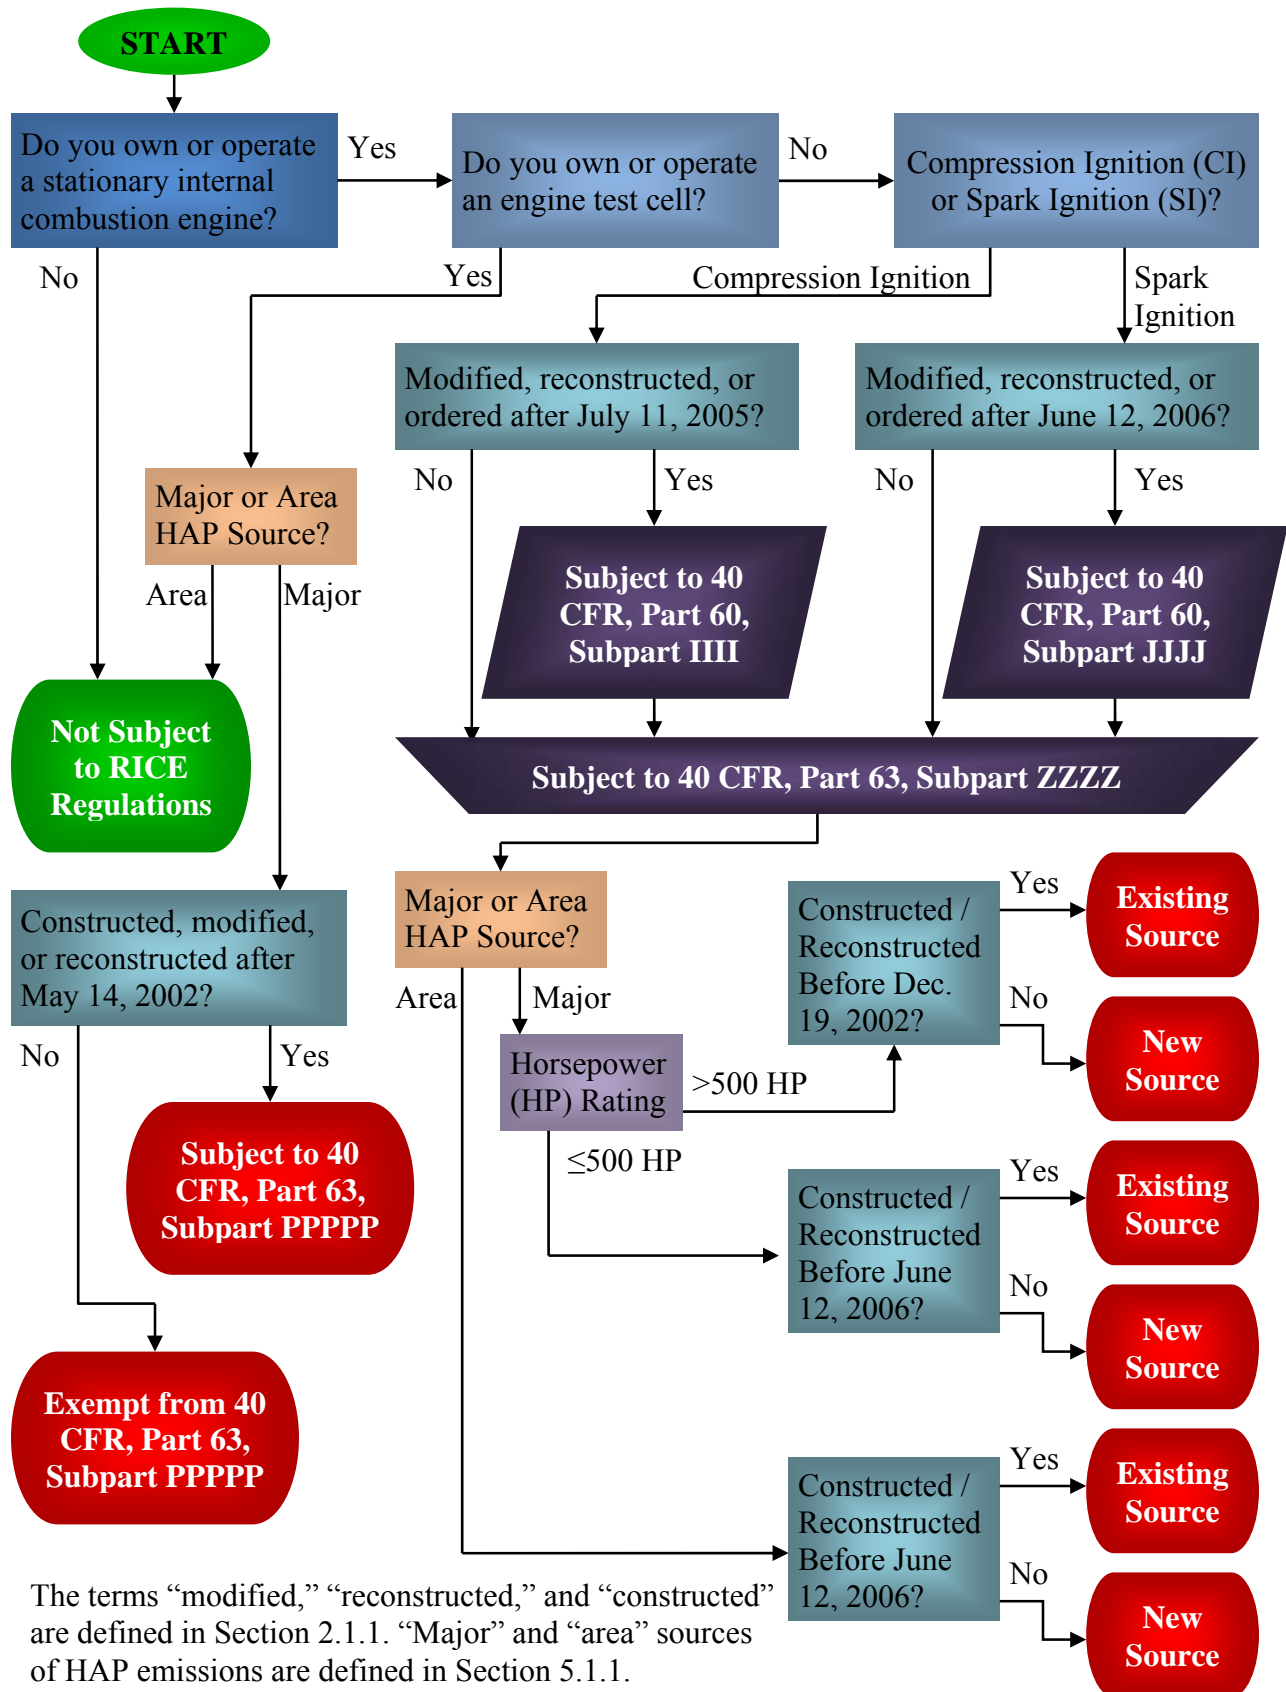 START
Do you own or operate
a stationary internal
combustion engine?
Yes
No
Do you own or operate
an engine test cell?
No
Yes
Compression Ignition (CI)
or Spark Ignition (SI)?
Compression Ignition
Spark
Ignition
Modified, reconstructed, or
ordered after July 11, 2005?
No
Yes
Modified, reconstructed, or
ordered after June 12, 2006?
No
Yes
Major or Area
HAP Source?
Area
Major
Subject to 40
CFR, Part 60,
Subpart IIII
Subject to 40
CFR, Part 60,
Subpart JJJJ
Not Subject
to RICE
Regulations
Subject to 40 CFR, Part 63, Subpart ZZZZ
Constructed, modified,
or reconstructed after
May 14, 2002?
No
Yes
Subject to 40
CFR, Part 63,
Subpart PPPPP
Exempt from 40
CFR, Part 63,
Subpart PPPPP
Major or Area
HAP Source?
Area
Major
Horsepower
(HP) Rating
>500 HP
≤500 HP
Constructed /
Reconstructed
Before Dec.
19, 2002?
Yes
No
Existing
Source
New
Source
Constructed /
Reconstructed
Before June
12, 2006?
Yes
No
Existing
Source
New
Source
Constructed /
Reconstructed
Before June
12, 2006?
Yes
No
Existing
Source
New
Source
The terms “modified,” “reconstructed,” and “constructed”
are defined in Section 2.1.1. “Major” and “area” sources
of HAP emissions are defined in Section 5.1.1.